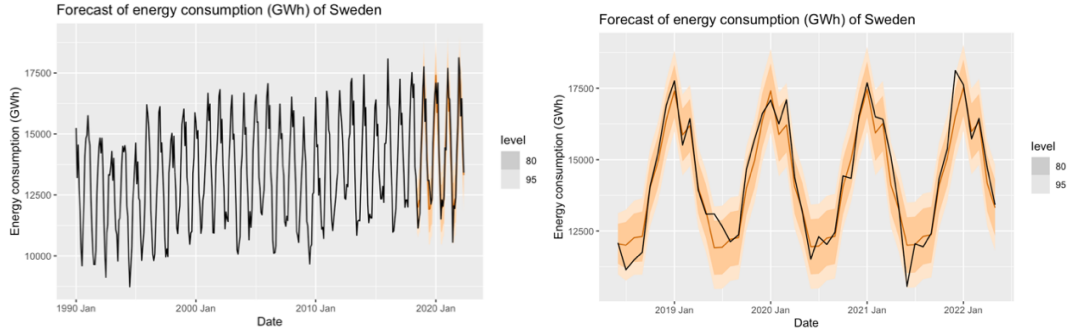 Forecast of energy consumption (GWh) of Sweden
Energy consumption (GWh)
17500
15000
12500
10000
1990 Jan 2000 Jan 2010 Jan 2020 Jan
Date
level
80
95
Forecast of energy consumption (GWh) of Sweden
Energy consumption (GWh)
17500
15000
12500
2019 Jan 2020 Jan 2021 Jan 2022 Jan
Date
level
80
95